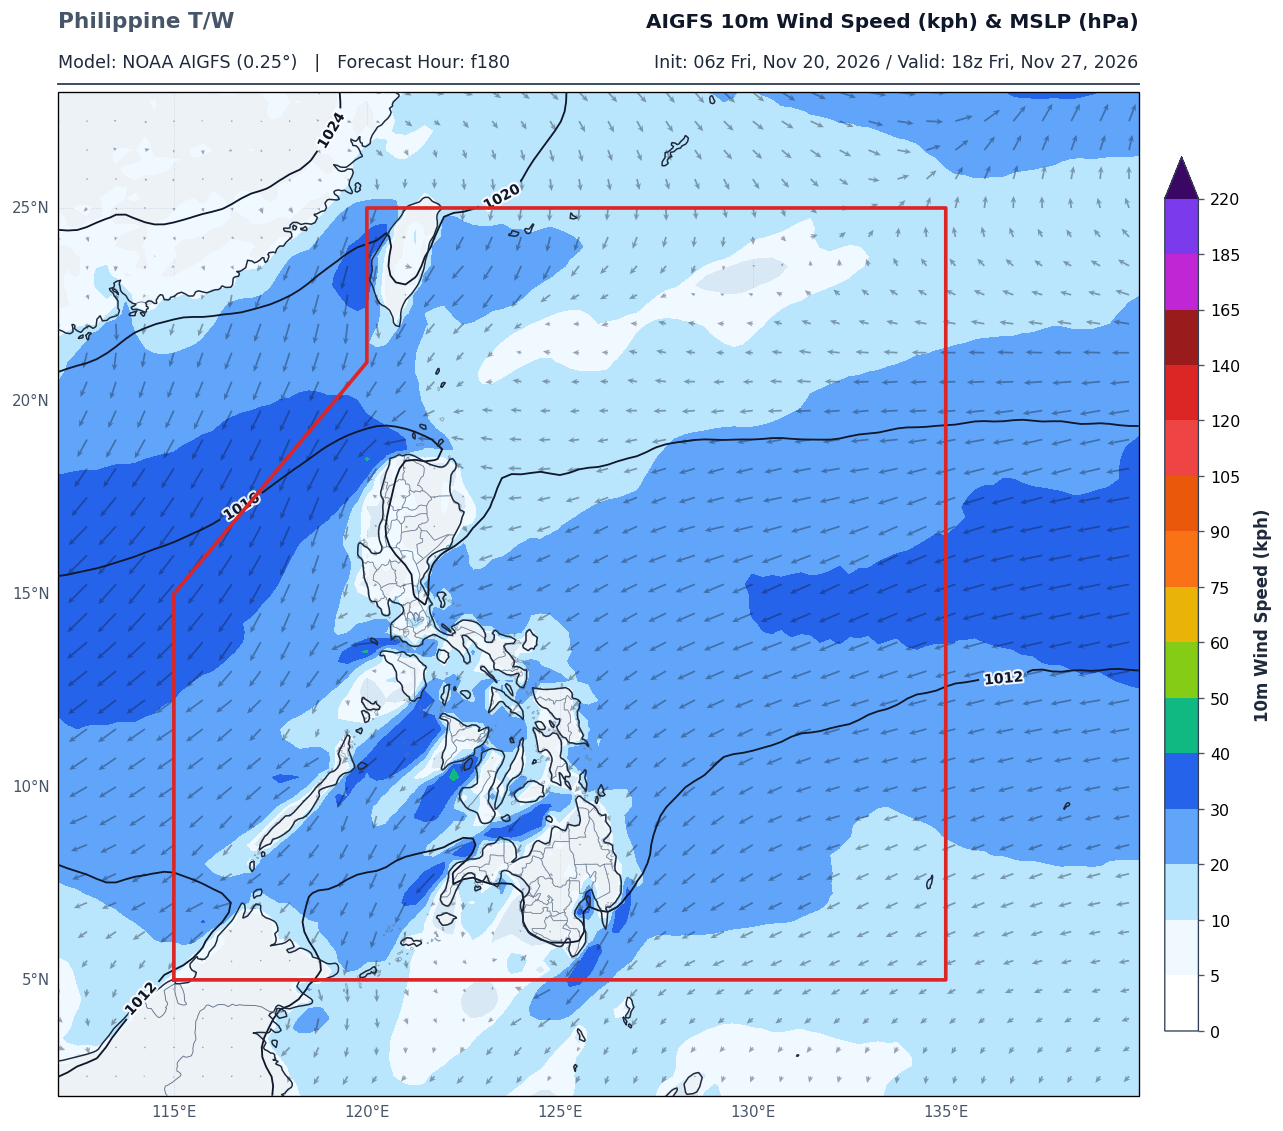 Philippine T/W
AIGFS 10m Wind Speed (kph) & MSLP (hPa)
Model: NOAA AIGFS (0.25°)   |   Forecast Hour: f180
Init: 06z Fri, Nov 20, 2026 / Valid: 18z Fri, Nov 27, 2026
1024
1020
1016
1012
1012
25°N
20°N
15°N
10°N
5°N
115°E
120°E
125°E
130°E
135°E
220
185
165
140
120
105
90
75
60
50
40
30
20
10
5
0
10m Wind Speed (kph)